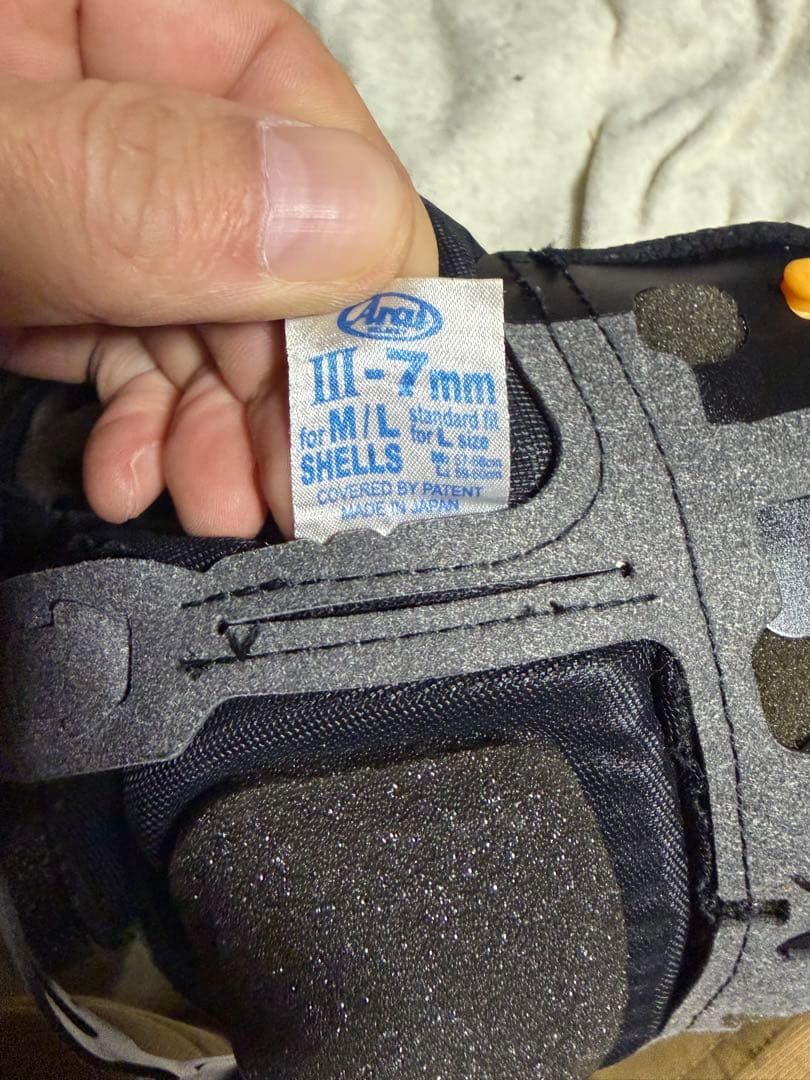 Arai
III-7mm
for M/L SHELLS
standard fit for L size
COVERED BY PATENT
MADE IN JAPAN